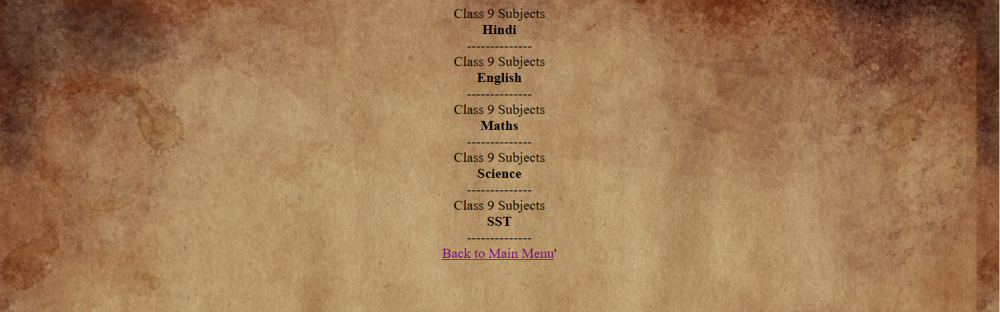 Class 9 Subjects
Hindi
--------------
Class 9 Subjects
English
--------------
Class 9 Subjects
Maths
--------------
Class 9 Subjects
Science
--------------
Class 9 Subjects
SST
--------------
Back to Main Menu'